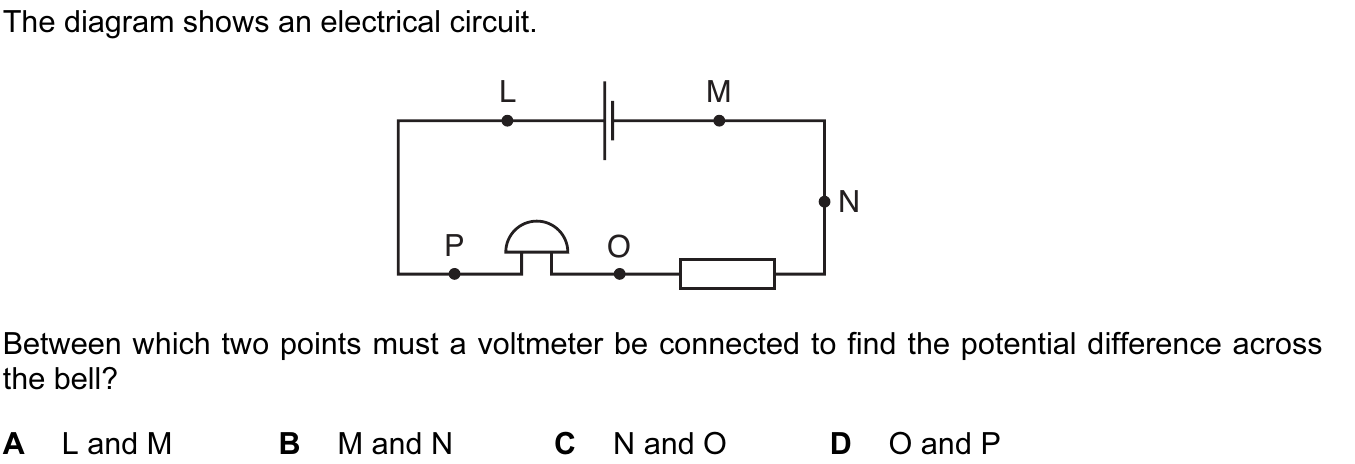 The diagram shows an electrical circuit.
L M
N
P O
Between which two points must a voltmeter be connected to find the potential difference across
the bell?
A L and M B M and N C N and O D O and P